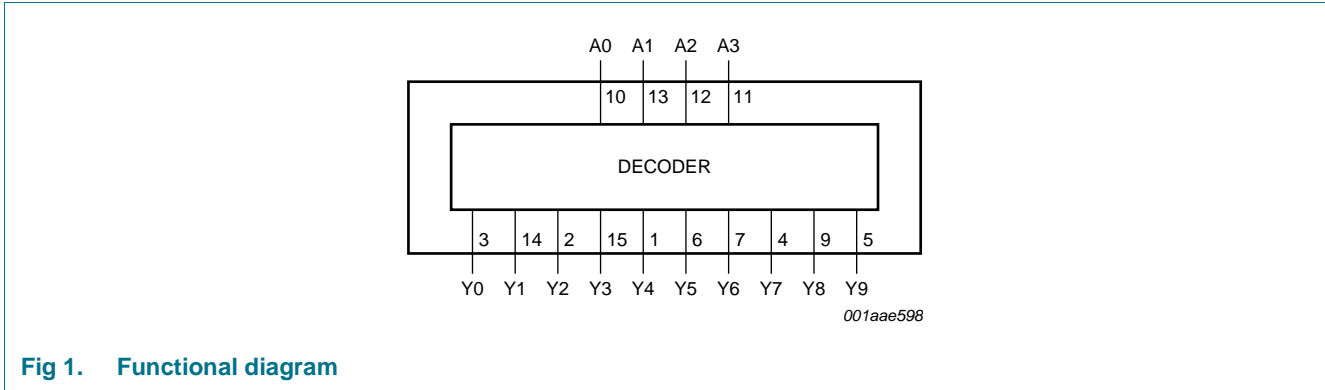 A0 A1 A2 A3
10 13 12 11
DECODER
3 14 2 15 1 6 7 4 9 5
Y0 Y1 Y2 Y3 Y4 Y5 Y6 Y7 Y8 Y9
001aae598
Fig 1. Functional diagram